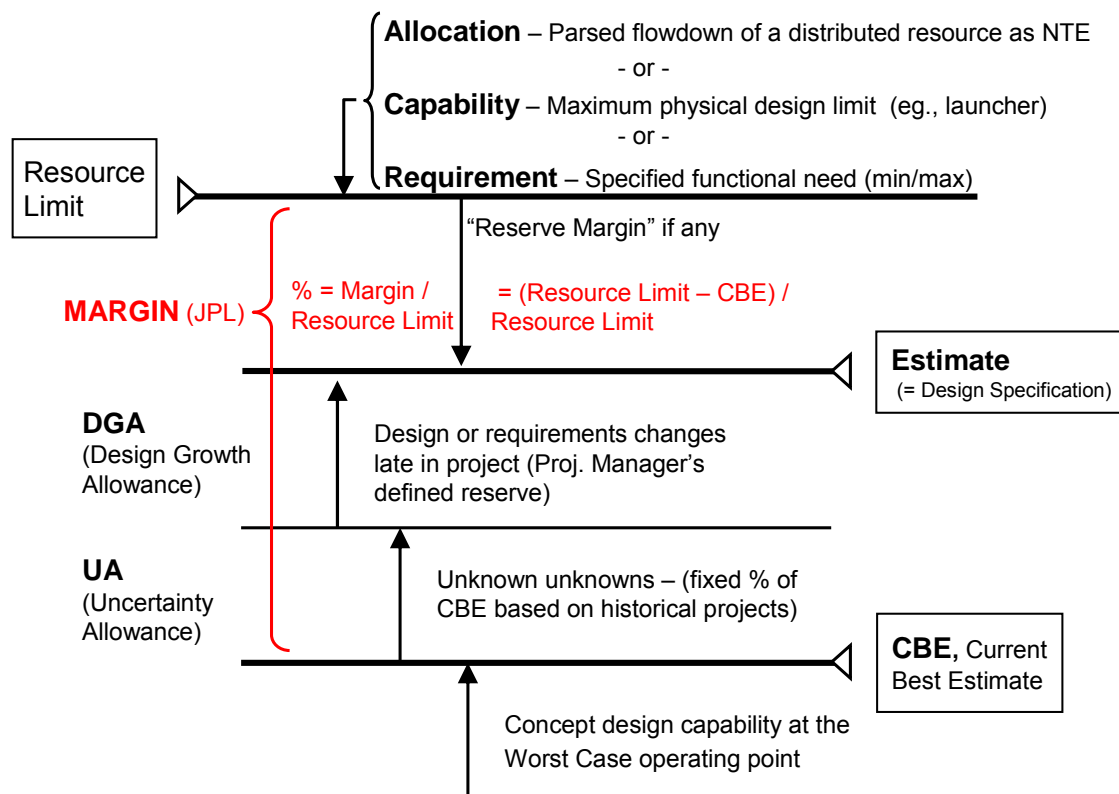 Allocation – Parsed flowdown of a distributed resource as NTE
- or -
Capability – Maximum physical design limit (eg., launcher)
- or -
Requirement – Specified functional need (min/max)
Resource
Limit
“Reserve Margin” if any
MARGIN (JPL)
% = Margin /
Resource Limit
= (Resource Limit – CBE) /
Resource Limit
Estimate
(= Design Specification)
DGA
(Design Growth
Allowance)
Design or requirements changes
late in project (Proj. Manager’s
defined reserve)
UA
(Uncertainty
Allowance)
Unknown unknowns – (fixed % of
CBE based on historical projects)
CBE, Current
Best Estimate
Concept design capability at the
Worst Case operating point